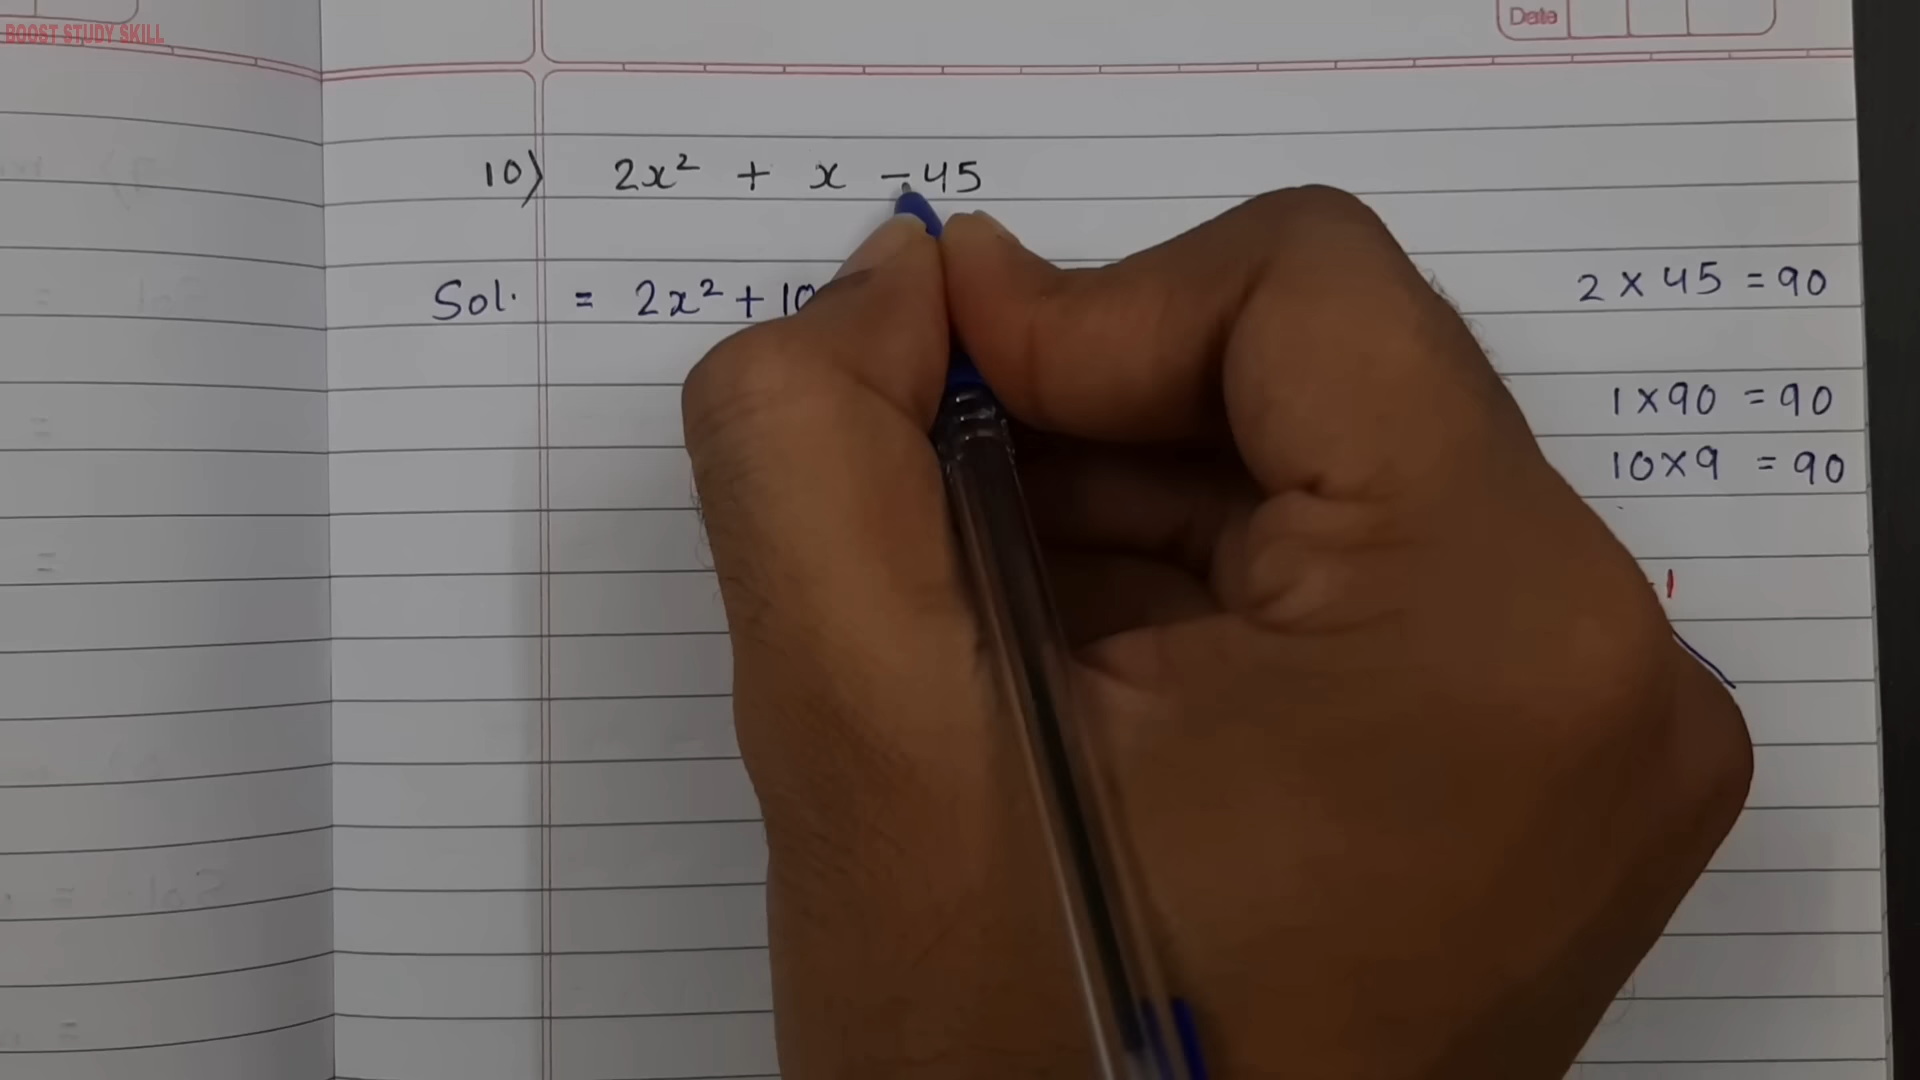 BOOST STUDY SKILL
Date
10) 2x² + x - 45
Sol. = 2x² + 10
2 × 45 = 90
1 × 90 = 90
10 × 9 = 90
1